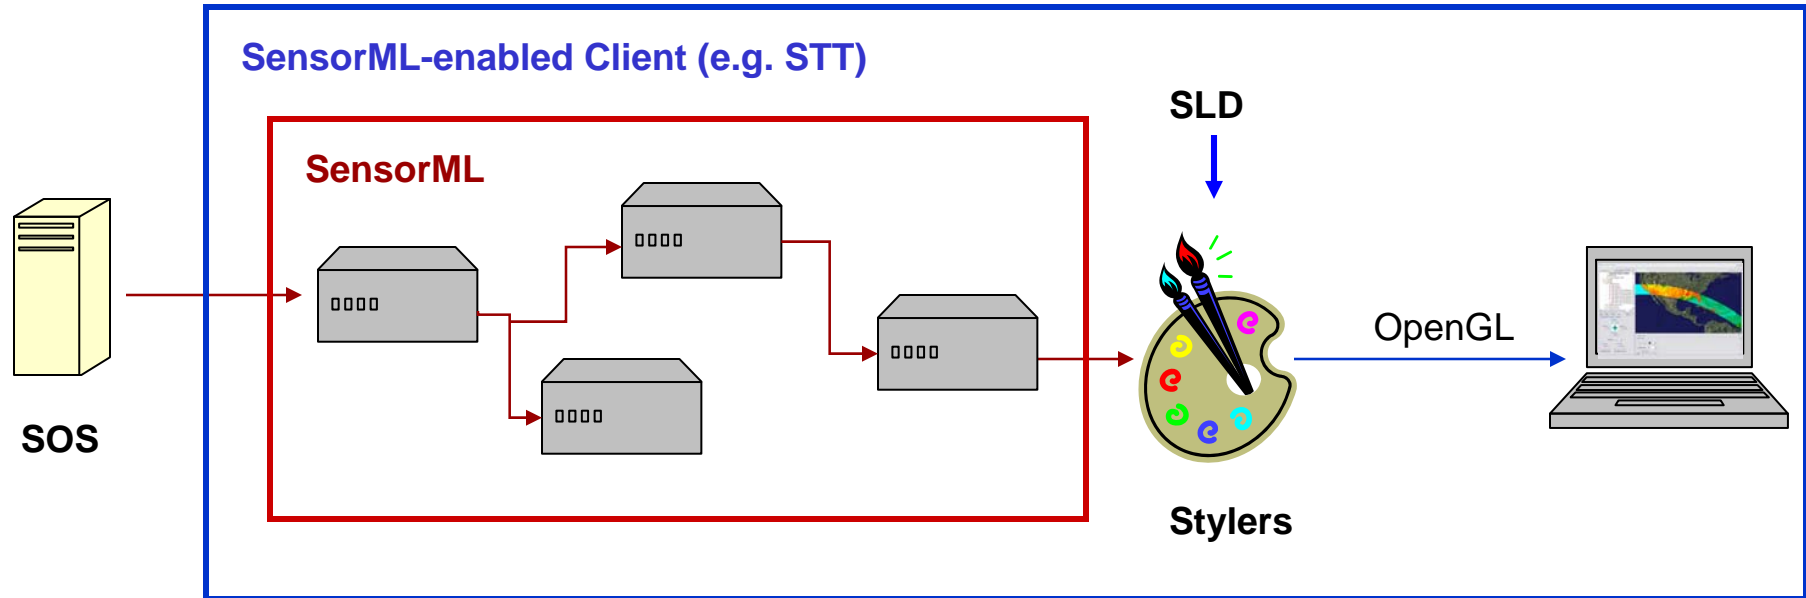 SensorML-enabled Client (e.g. STT)
SLD
SensorML
OpenGL
SOS
Stylers